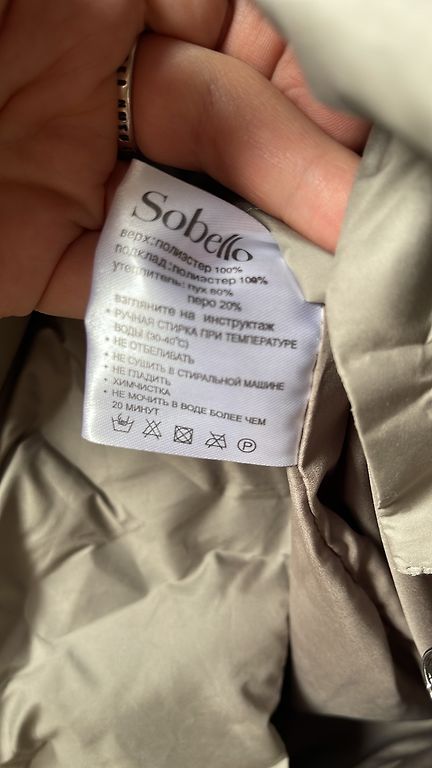 Sobello
верх:полиэстер 100%
подклад:полиэстер 100%
утеплитель: пух 80%
перо 20%
взгляните на инструктаж
• РУЧНАЯ СТИРКА ПРИ ТЕМПЕРАТУРЕ
ВОДЫ (30-40°C)
• НЕ ОТБЕЛИВАТЬ
• НЕ СУШИТЬ В СТИРАЛЬНОЙ МАШИНЕ
• НЕ ГЛАДИТЬ
• ХИМЧИСТКА
• НЕ МОЧИТЬ В ВОДЕ БОЛЕЕ ЧЕМ
20 МИНУТ
P